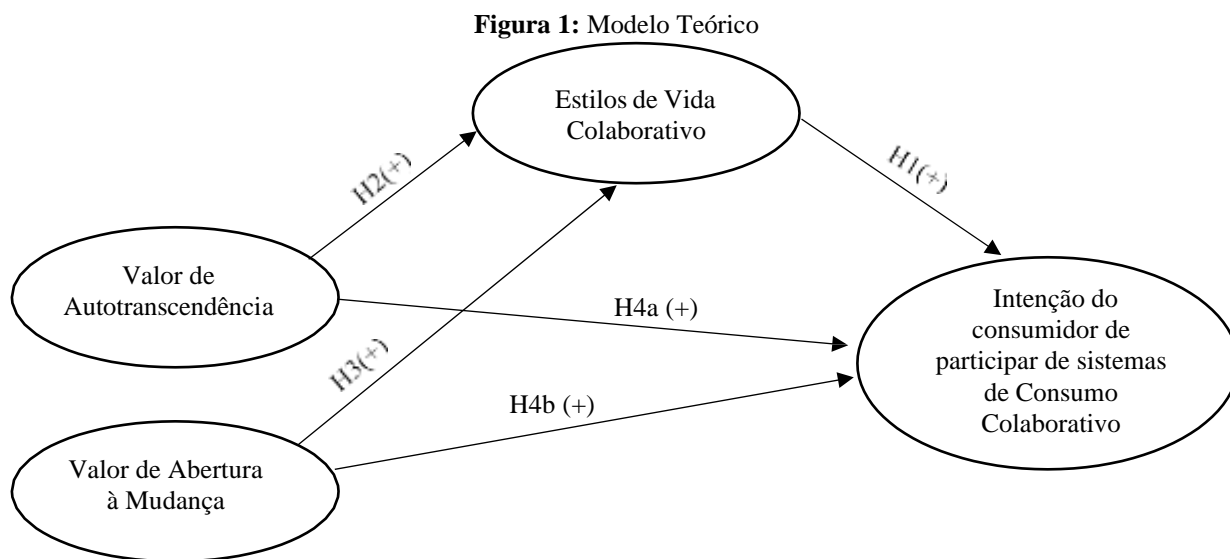 Figura 1: Modelo Teórico
Estilos de Vida
Colaborativo
H2(+)
H1(+)
Valor de
Autotranscendência
H4a (+)
Intenção do
consumidor de
participar de sistemas
de Consumo
Colaborativo
H3(+)
H4b (+)
Valor de Abertura
à Mudança